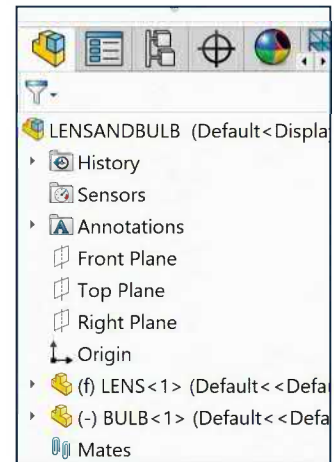 LENSANDBULB (Default<Displa
History
Sensors
Annotations
Front Plane
Top Plane
Right Plane
Origin
(f) LENS<1> (Default<<Defa
(-) BULB<1> (Default<<Defa
Mates